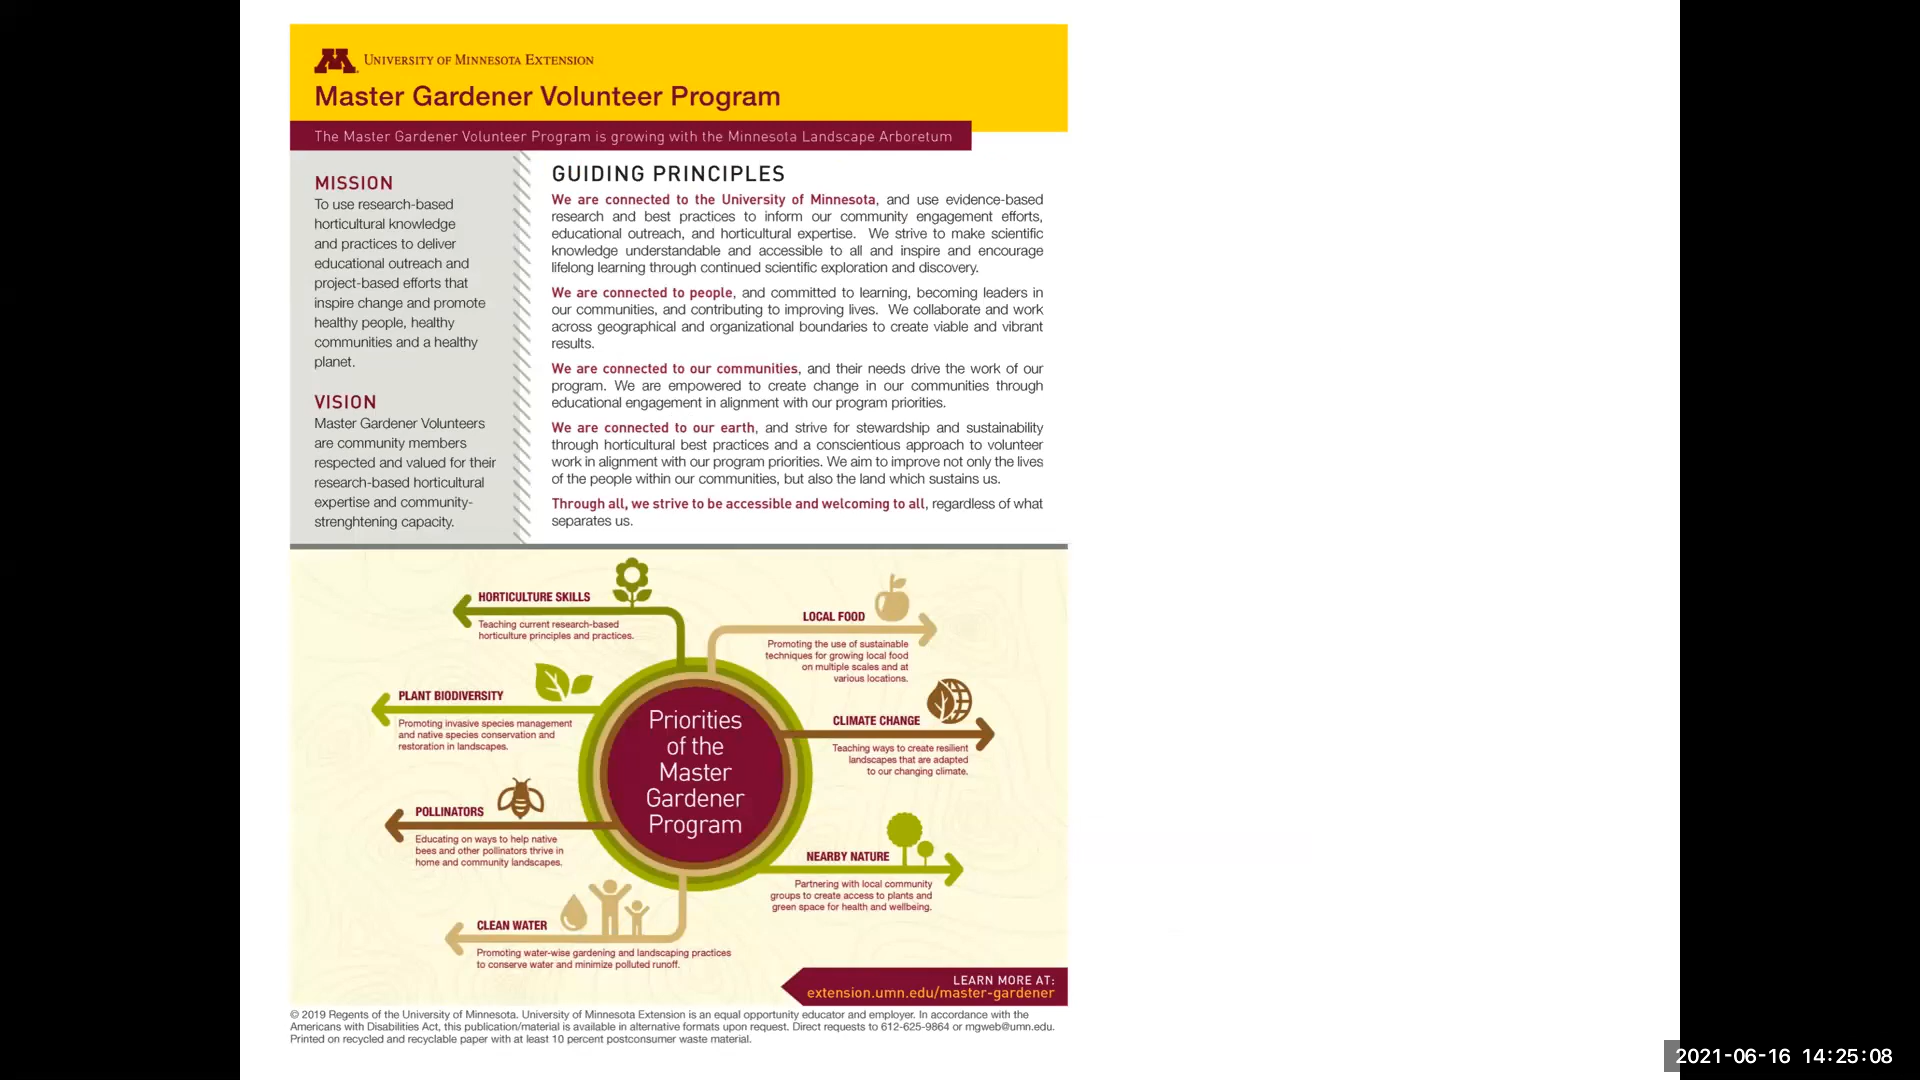 UNIVERSITY OF MINNESOTA EXTENSION
Master Gardener Volunteer Program
The Master Gardener Volunteer Program is growing with the Minnesota Landscape Arboretum
MISSION
To use research-based
horticultural knowledge
and practices to deliver
educational outreach and
project-based efforts that
inspire change and promote
healthy people, healthy
communities and a healthy
planet.
VISION
Master Gardener Volunteers
are community members
respected and valued for their
research-based horticultural
expertise and community-
strenghtening capacity.
GUIDING PRINCIPLES
We are connected to the University of Minnesota, and use evidence-based
research and best practices to inform our community engagement efforts,
educational outreach, and horticultural expertise. We strive to make scientific
knowledge understandable and accessible to all and inspire and encourage
lifelong learning through continued scientific exploration and discovery.
We are connected to people, and committed to learning, becoming leaders in
our communities, and contributing to improving lives. We collaborate and work
across geographical and organizational boundaries to create viable and vibrant
results.
We are connected to our communities, and their needs drive the work of our
program. We are empowered to create change in our communities through
educational engagement in alignment with our program priorities.
We are connected to our earth, and strive for stewardship and sustainability
through horticultural best practices and a conscientious approach to volunteer
work in alignment with our program priorities. We aim to improve not only the lives
of the people within our communities, but also the land which sustains us.
Through all, we strive to be accessible and welcoming to all, regardless of what
separates us.
HORTICULTURE SKILLS
Teaching current research-based
horticulture principles and practices.
PLANT BIODIVERSITY
Promoting invasive species management
and native species conservation and
restoration in landscapes.
POLLINATORS
Educating on ways to help native
bees and other pollinators thrive in
home and community landscapes.
CLEAN WATER
Promoting water-wise gardening and landscaping practices
to conserve water and minimize polluted runoff.
Priorities
of the
Master
Gardener
Program
LOCAL FOOD
Promoting the use of sustainable
techniques for growing local food
on multiple scales and at
various locations.
CLIMATE CHANGE
Teaching ways to create resilient
landscapes that are adapted
to our changing climate.
NEARBY NATURE
Partnering with local community
groups to create access to plants and
green space for health and wellbeing.
LEARN MORE AT:
extension.umn.edu/master-gardener
© 2019 Regents of the University of Minnesota. University of Minnesota Extension is an equal opportunity educator and employer. In accordance with the
Americans with Disabilities Act, this publication/material is available in alternative formats upon request. Direct requests to 612-625-9864 or mgweb@umn.edu.
Printed on recycled and recyclable paper with at least 10 percent postconsumer waste material.
2021-06-16 14:25:08